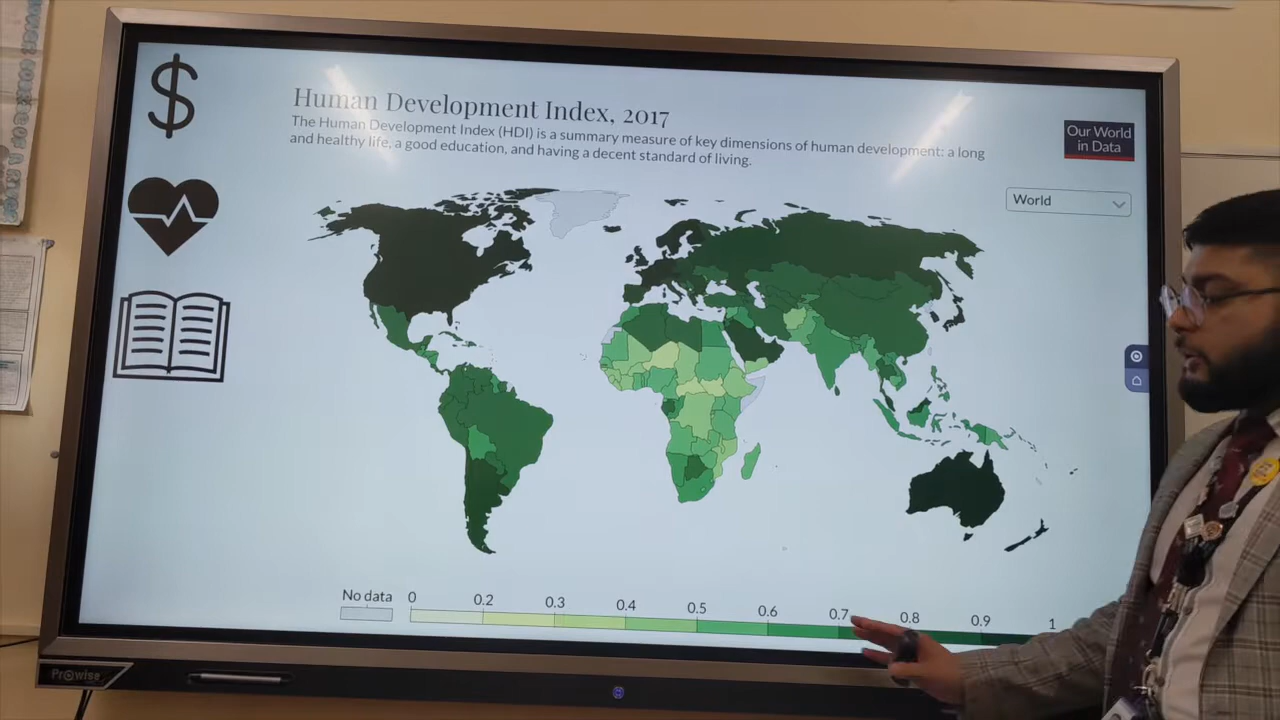 Human Development Index, 2017
The Human Development Index (HDI) is a summary measure of key dimensions of human development: a long
and healthy life, a good education, and having a decent standard of living.
Our World
in Data
World
No data
0 0.2 0.3 0.4 0.5 0.6 0.7 0.8 0.9 1
Prowise